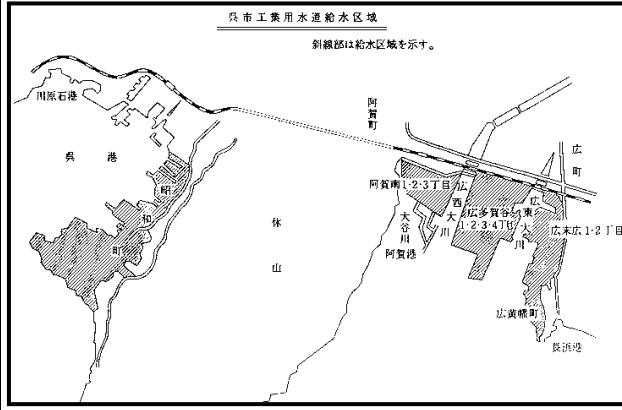 呉市工業用水道給水区域
斜線部は給水区域を示す。
川原石港
呉港
阿賀町
広町
昭和町
休山
阿賀南1・2・3丁目
大谷川
阿賀港
広西大川
広多賀谷
1・2・3・4丁目
広東大川
広末広1・2丁目
広黄幡町
長浜港